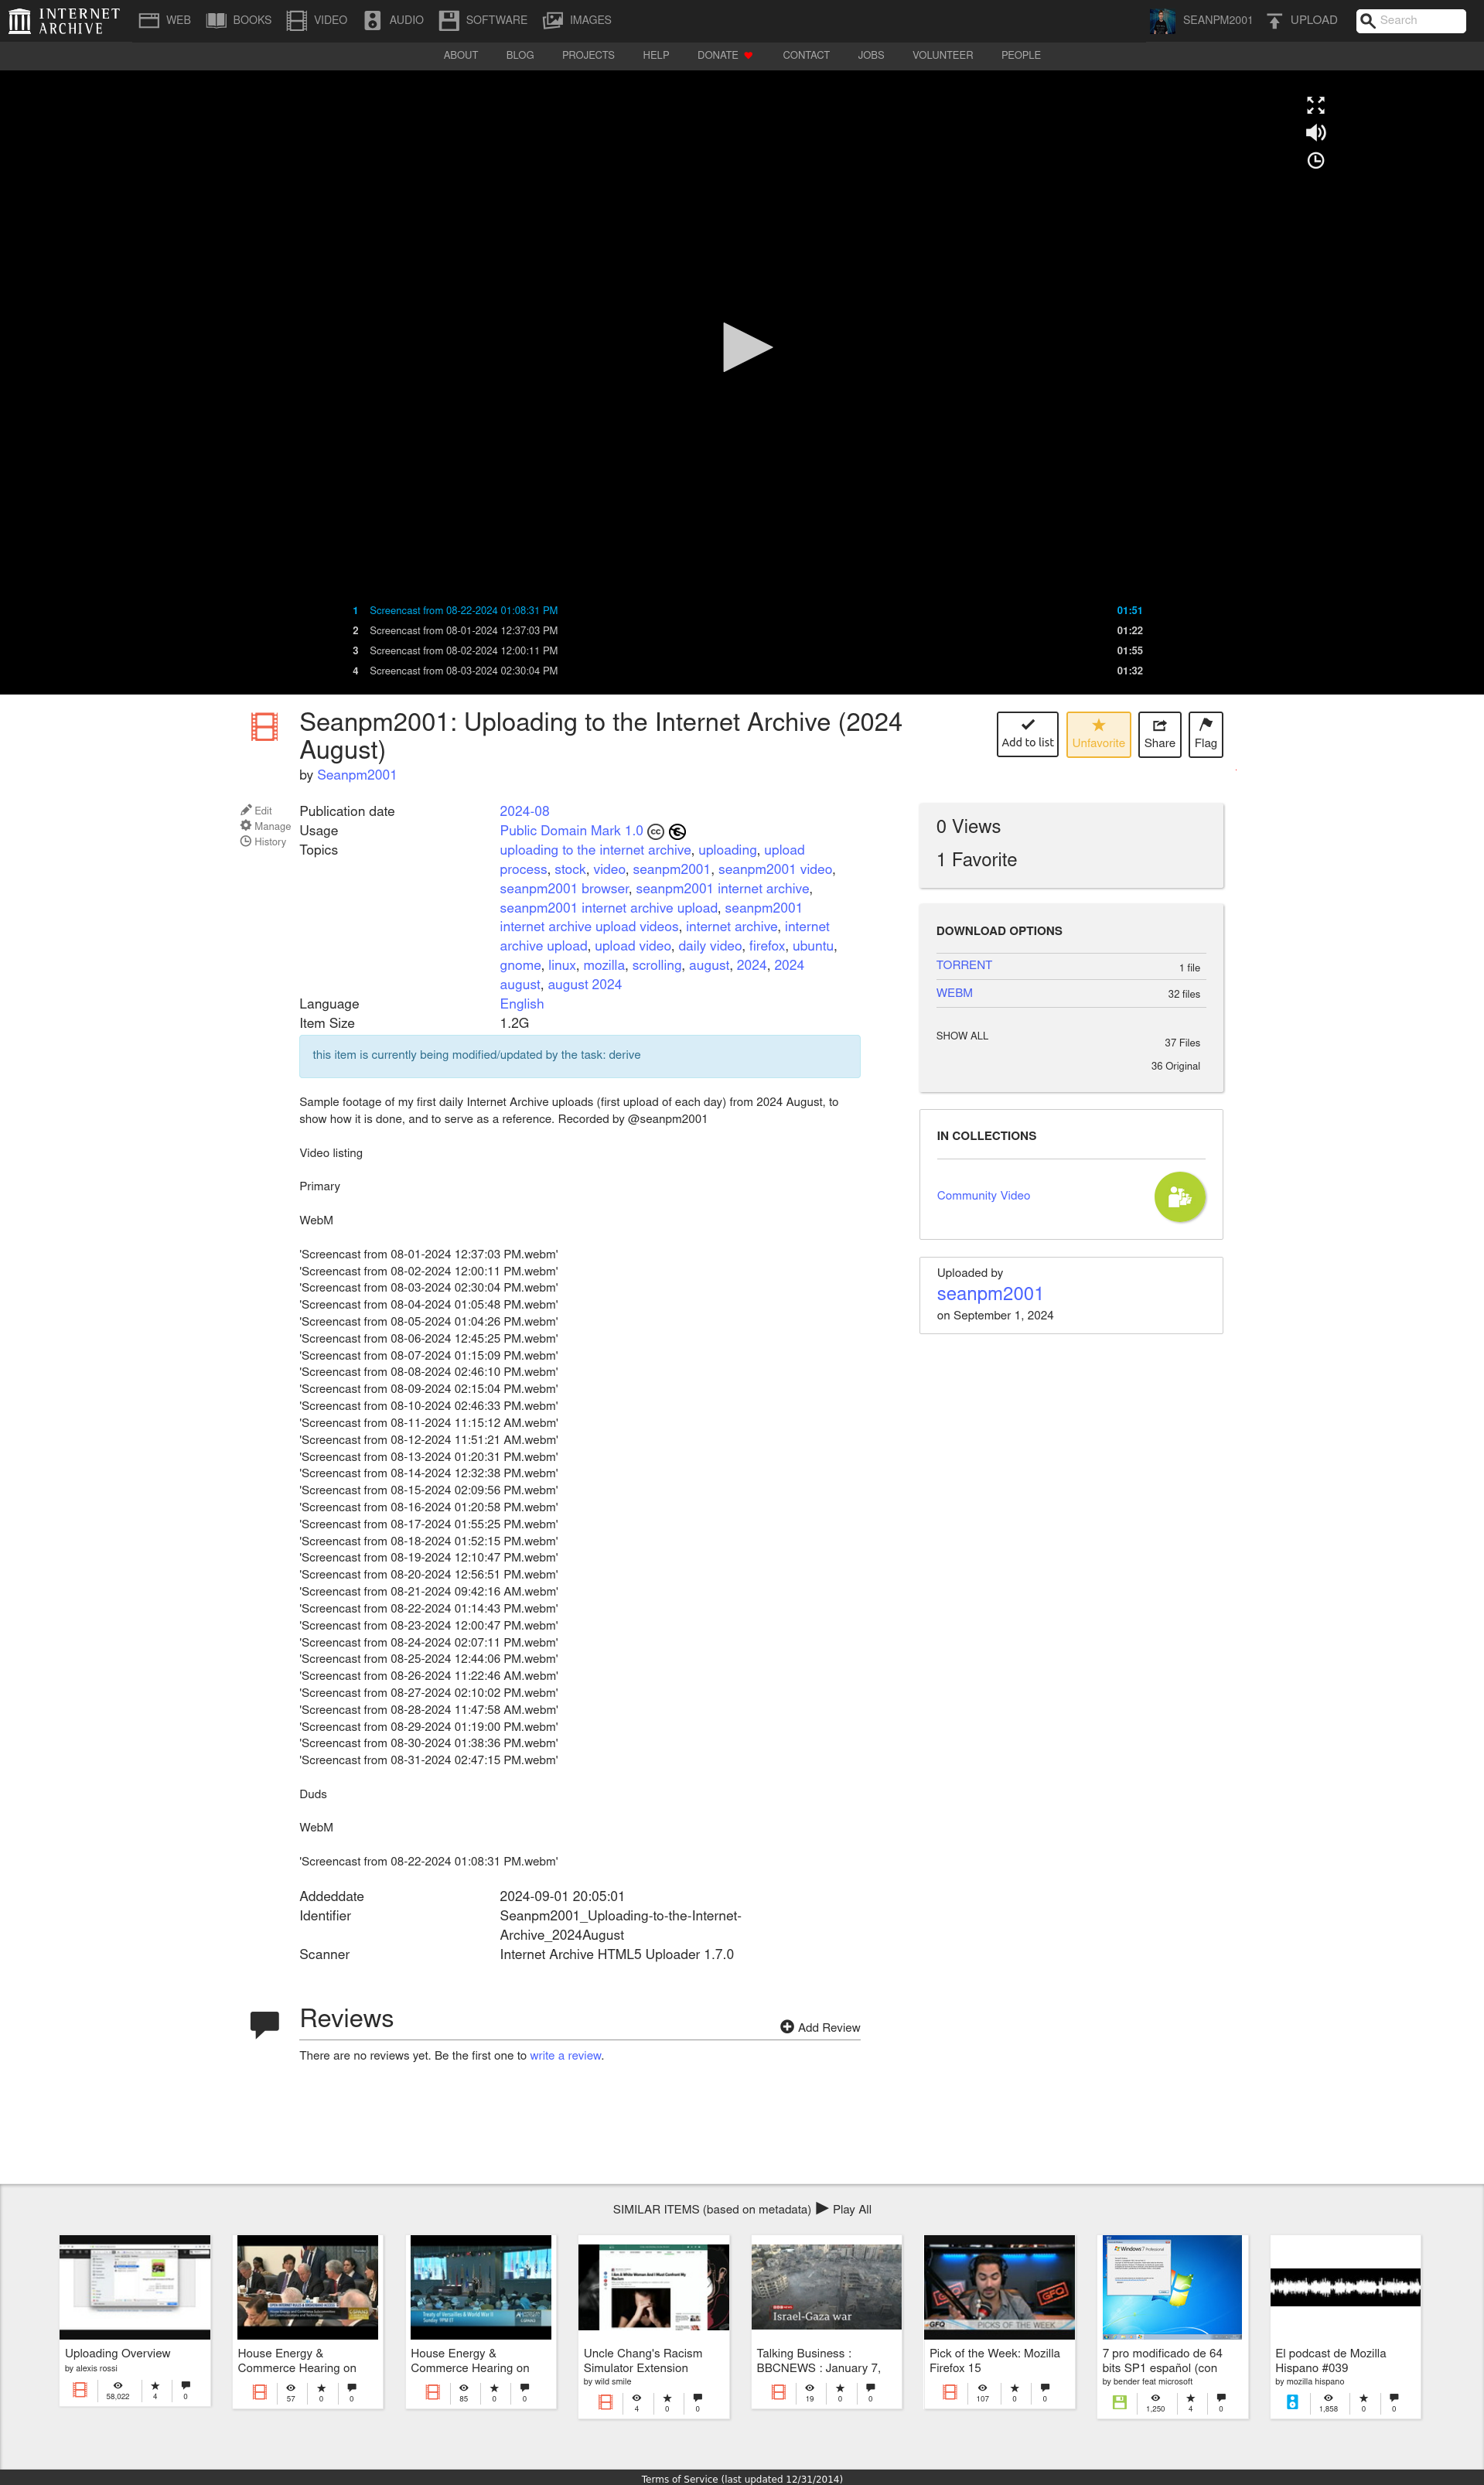 INTERNET ARCHIVE WEB BOOKS VIDEO AUDIO SOFTWARE IMAGES SEANPM2001 UPLOAD Search
ABOUT BLOG PROJECTS HELP DONATE CONTACT JOBS VOLUNTEER PEOPLE
1 Screencast from 08-22-2024 01:08:31 PM 01:51
2 Screencast from 08-01-2024 12:37:03 PM 01:22
3 Screencast from 08-02-2024 12:00:11 PM 01:55
4 Screencast from 08-03-2024 02:30:04 PM 01:32
Seanpm2001: Uploading to the Internet Archive (2024
August)
by Seanpm2001
Add to list Unfavorite Share Flag
Edit
Manage
History
Publication date 2024-08
Usage Public Domain Mark 1.0
Topics uploading to the internet archive, uploading, upload
process, stock, video, seanpm2001, seanpm2001 video,
seanpm2001 browser, seanpm2001 internet archive,
seanpm2001 internet archive upload, seanpm2001
internet archive upload videos, internet archive, internet
archive upload, upload video, daily video, firefox, ubuntu,
gnome, linux, mozilla, scrolling, august, 2024, 2024
august, august 2024
Language English
Item Size 1.2G
this item is currently being modified/updated by the task: derive
Sample footage of my first daily Internet Archive uploads (first upload of each day) from 2024 August, to
show how it is done, and to serve as a reference. Recorded by @seanpm2001
Video listing
Primary
WebM
'Screencast from 08-01-2024 12:37:03 PM.webm'
'Screencast from 08-02-2024 12:00:11 PM.webm'
'Screencast from 08-03-2024 02:30:04 PM.webm'
'Screencast from 08-04-2024 01:05:48 PM.webm'
'Screencast from 08-05-2024 01:04:26 PM.webm'
'Screencast from 08-06-2024 12:45:25 PM.webm'
'Screencast from 08-07-2024 01:15:09 PM.webm'
'Screencast from 08-08-2024 02:46:10 PM.webm'
'Screencast from 08-09-2024 02:15:04 PM.webm'
'Screencast from 08-10-2024 02:46:33 PM.webm'
'Screencast from 08-11-2024 11:15:12 AM.webm'
'Screencast from 08-12-2024 11:51:21 AM.webm'
'Screencast from 08-13-2024 01:20:31 PM.webm'
'Screencast from 08-14-2024 12:32:38 PM.webm'
'Screencast from 08-15-2024 02:09:56 PM.webm'
'Screencast from 08-16-2024 01:20:58 PM.webm'
'Screencast from 08-17-2024 01:55:25 PM.webm'
'Screencast from 08-18-2024 01:52:15 PM.webm'
'Screencast from 08-19-2024 12:10:47 PM.webm'
'Screencast from 08-20-2024 12:56:51 PM.webm'
'Screencast from 08-21-2024 09:42:16 AM.webm'
'Screencast from 08-22-2024 01:14:43 PM.webm'
'Screencast from 08-23-2024 12:00:47 PM.webm'
'Screencast from 08-24-2024 02:07:11 PM.webm'
'Screencast from 08-25-2024 12:44:06 PM.webm'
'Screencast from 08-26-2024 11:22:46 AM.webm'
'Screencast from 08-27-2024 02:10:02 PM.webm'
'Screencast from 08-28-2024 11:47:58 AM.webm'
'Screencast from 08-29-2024 01:19:00 PM.webm'
'Screencast from 08-30-2024 01:38:36 PM.webm'
'Screencast from 08-31-2024 02:47:15 PM.webm'
Duds
WebM
'Screencast from 08-22-2024 01:08:31 PM.webm'
Addeddate 2024-09-01 20:05:01
Identifier Seanpm2001_Uploading-to-the-Internet-
Archive_2024August
Scanner Internet Archive HTML5 Uploader 1.7.0
0 Views
1 Favorite
DOWNLOAD OPTIONS
TORRENT 1 file
WEBM 32 files
SHOW ALL 37 Files
36 Original
IN COLLECTIONS
Community Video
Uploaded by
seanpm2001
on September 1, 2024
Reviews Add Review
There are no reviews yet. Be the first one to write a review.
SIMILAR ITEMS (based on metadata) Play All
Uploading Overview
by alexis rossi
58,022 4 0
House Energy &
Commerce Hearing on
57 0 0
House Energy &
Commerce Hearing on
85 0 0
I Am A White Woman And I Must Confront My
Racism
Uncle Chang's Racism
Simulator Extension
by wild smile
4 0 0
Israel-Gaza war
Talking Business :
BBCNEWS : January 7,
19 0 0
GFQ PICKS OF THE WEEK
Pick of the Week: Mozilla
Firefox 15
107 0 0
Windows 7 Professional
7 pro modificado de 64
bits SP1 español (con
by bender feat microsoft
1,250 4 0
El podcast de Mozilla
Hispano #039
by mozilla hispano
1,858 0 0
Terms of Service (last updated 12/31/2014)